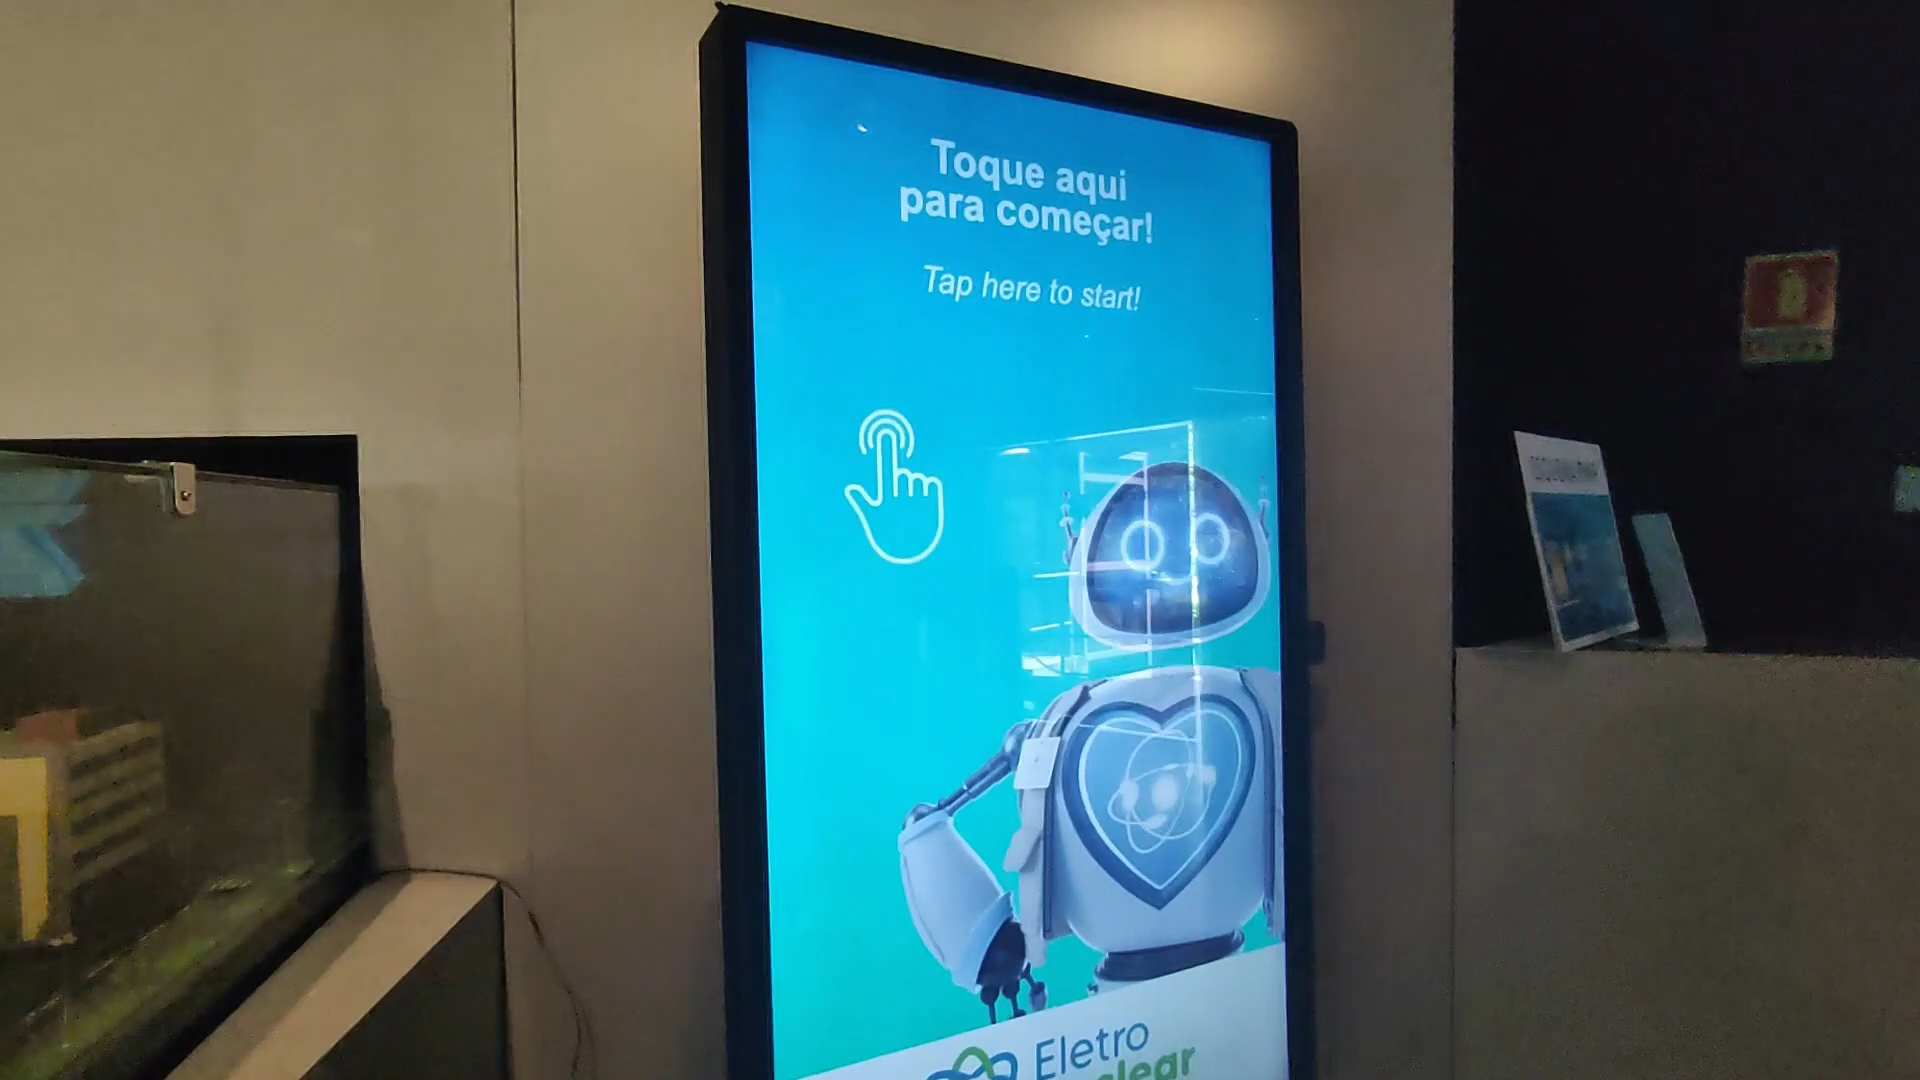 Toque aqui
para começar!
Tap here to start!
Eletro